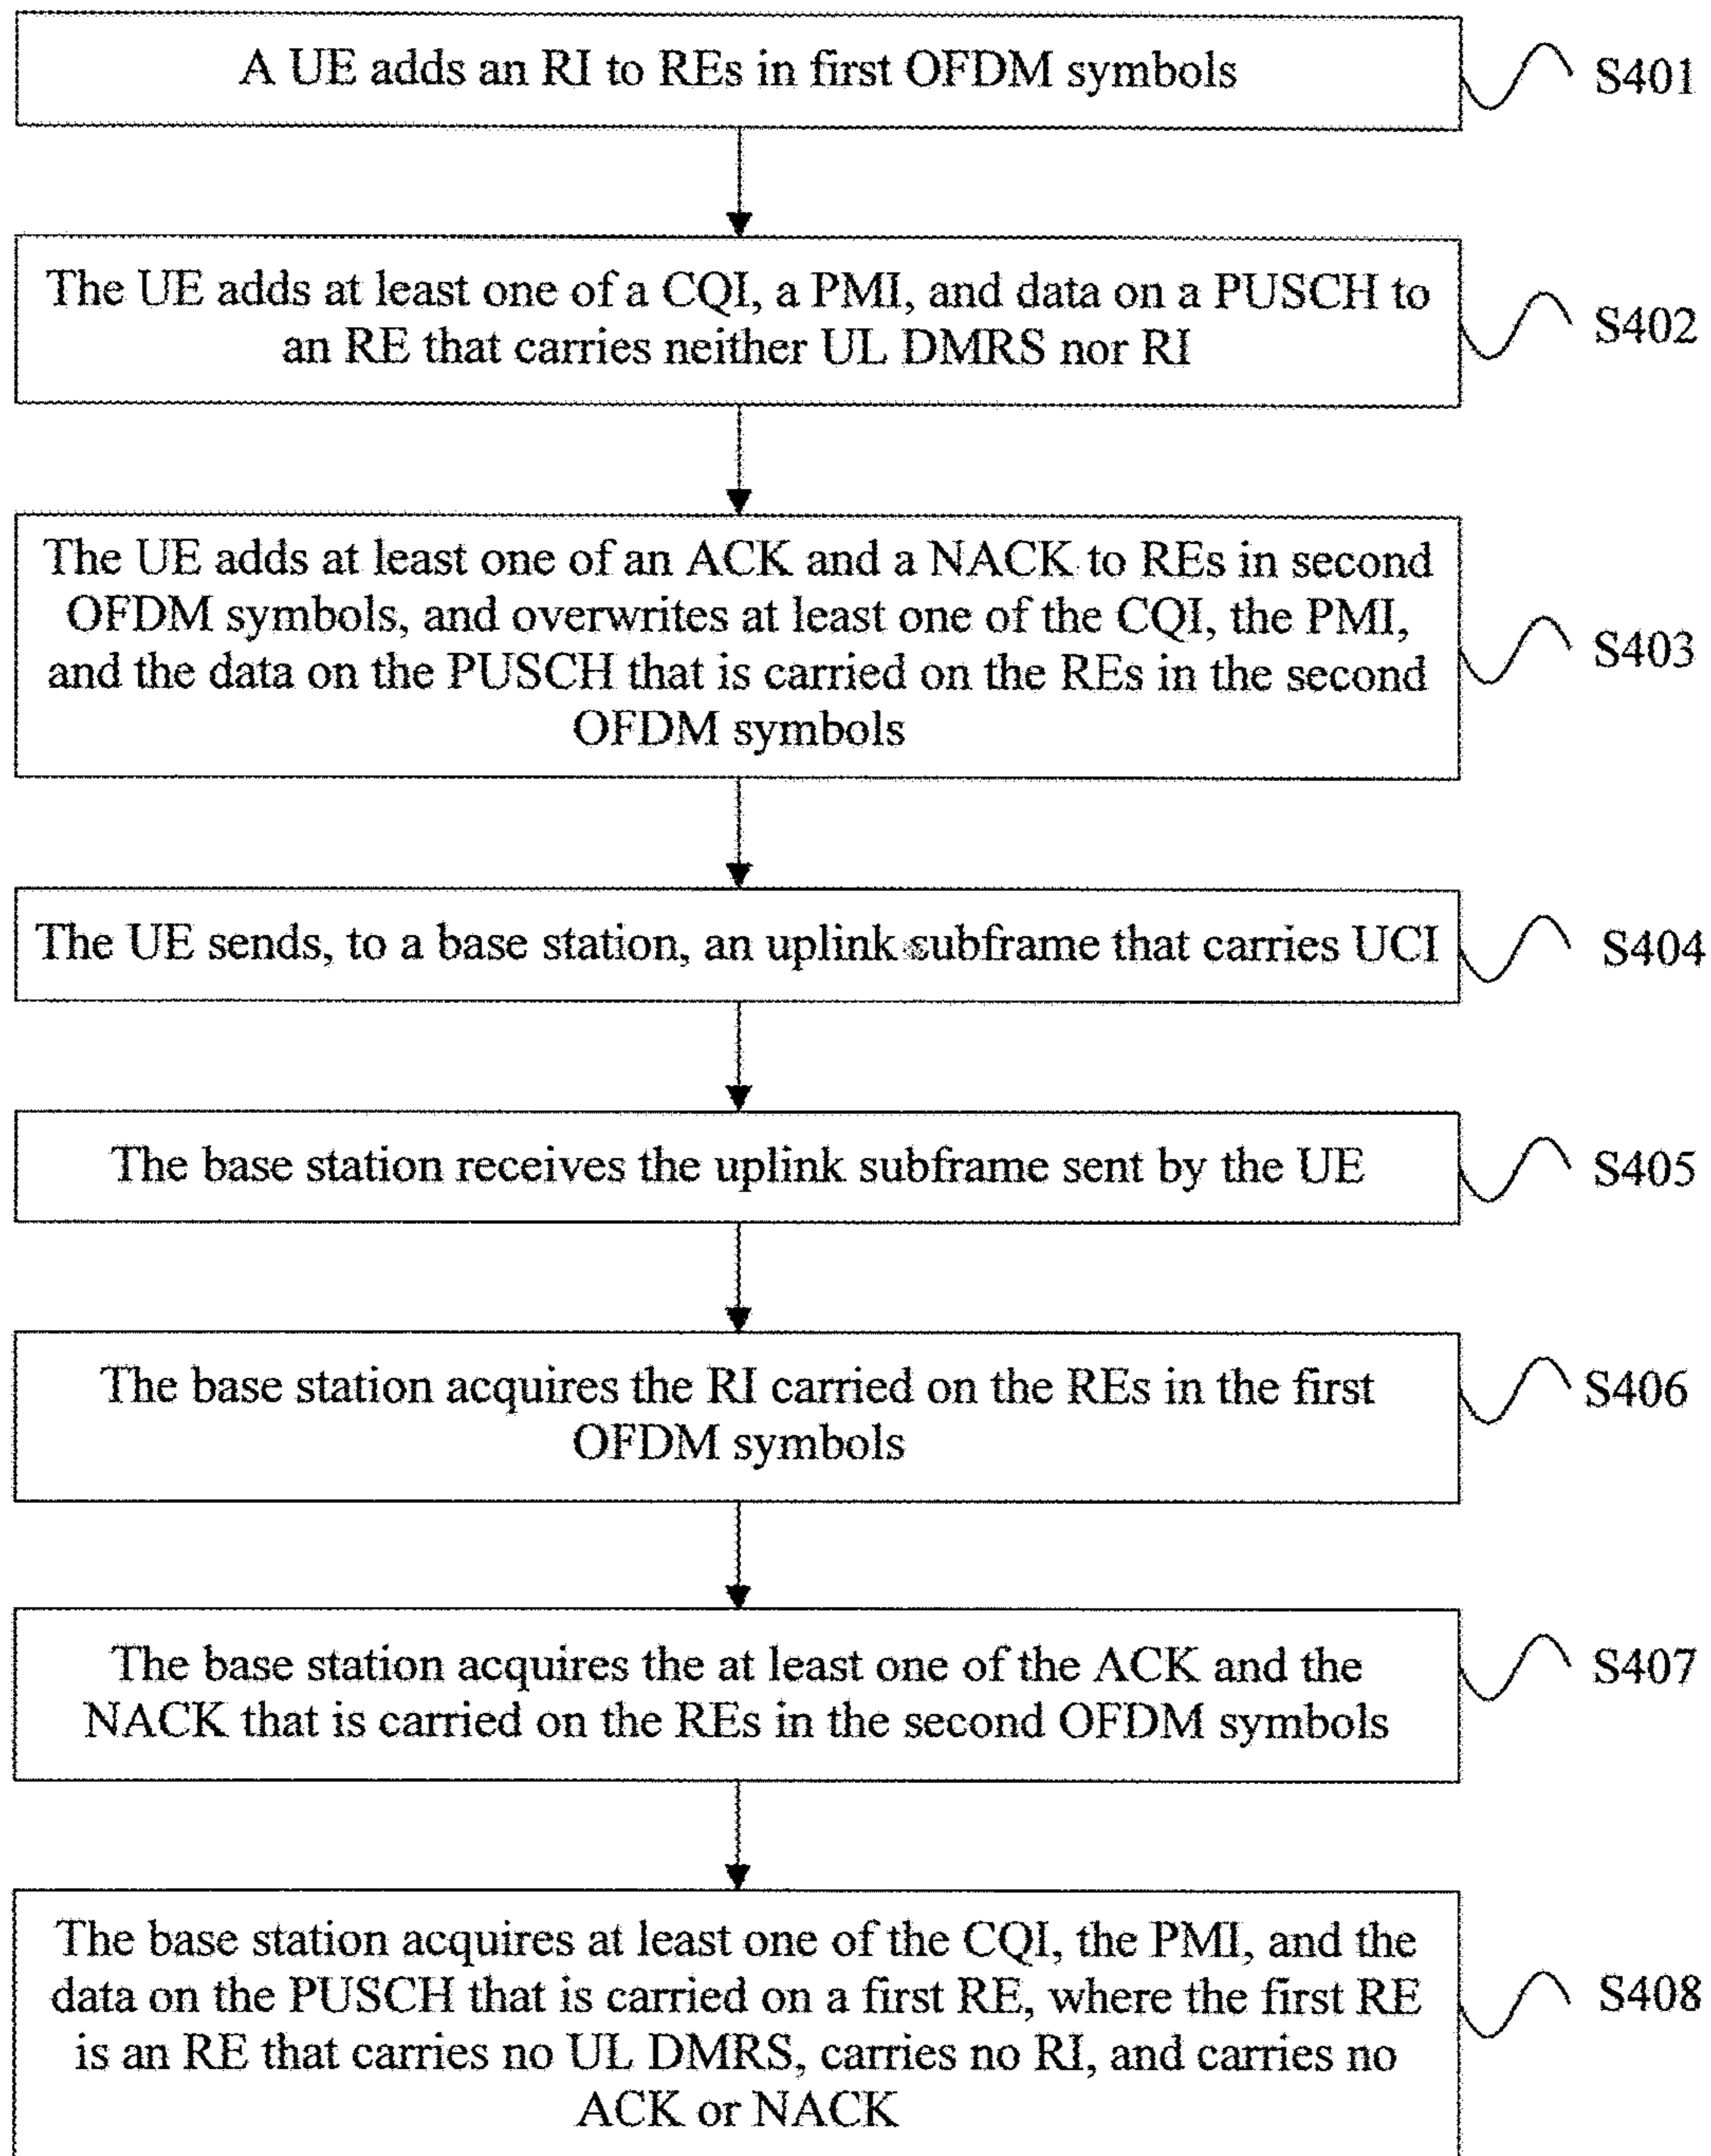 A UE adds an RI to REs in first OFDM symbols
S401
The UE adds at least one of a CQI, a PMI, and data on a PUSCH to
an RE that carries neither UL DMRS nor RI
S402
The UE adds at least one of an ACK and a NACK to REs in second
OFDM symbols, and overwrites at least one of the CQI, the PMI,
and the data on the PUSCH that is carried on the REs in the second
OFDM symbols
S403
The UE sends, to a base station, an uplink subframe that carries UCI
S404
The base station receives the uplink subframe sent by the UE
S405
The base station acquires the RI carried on the REs in the first
OFDM symbols
S406
The base station acquires the at least one of the ACK and the
NACK that is carried on the REs in the second OFDM symbols
S407
The base station acquires at least one of the CQI, the PMI, and the
data on the PUSCH that is carried on a first RE, where the first RE
is an RE that carries no UL DMRS, carries no RI, and carries no
ACK or NACK
S408